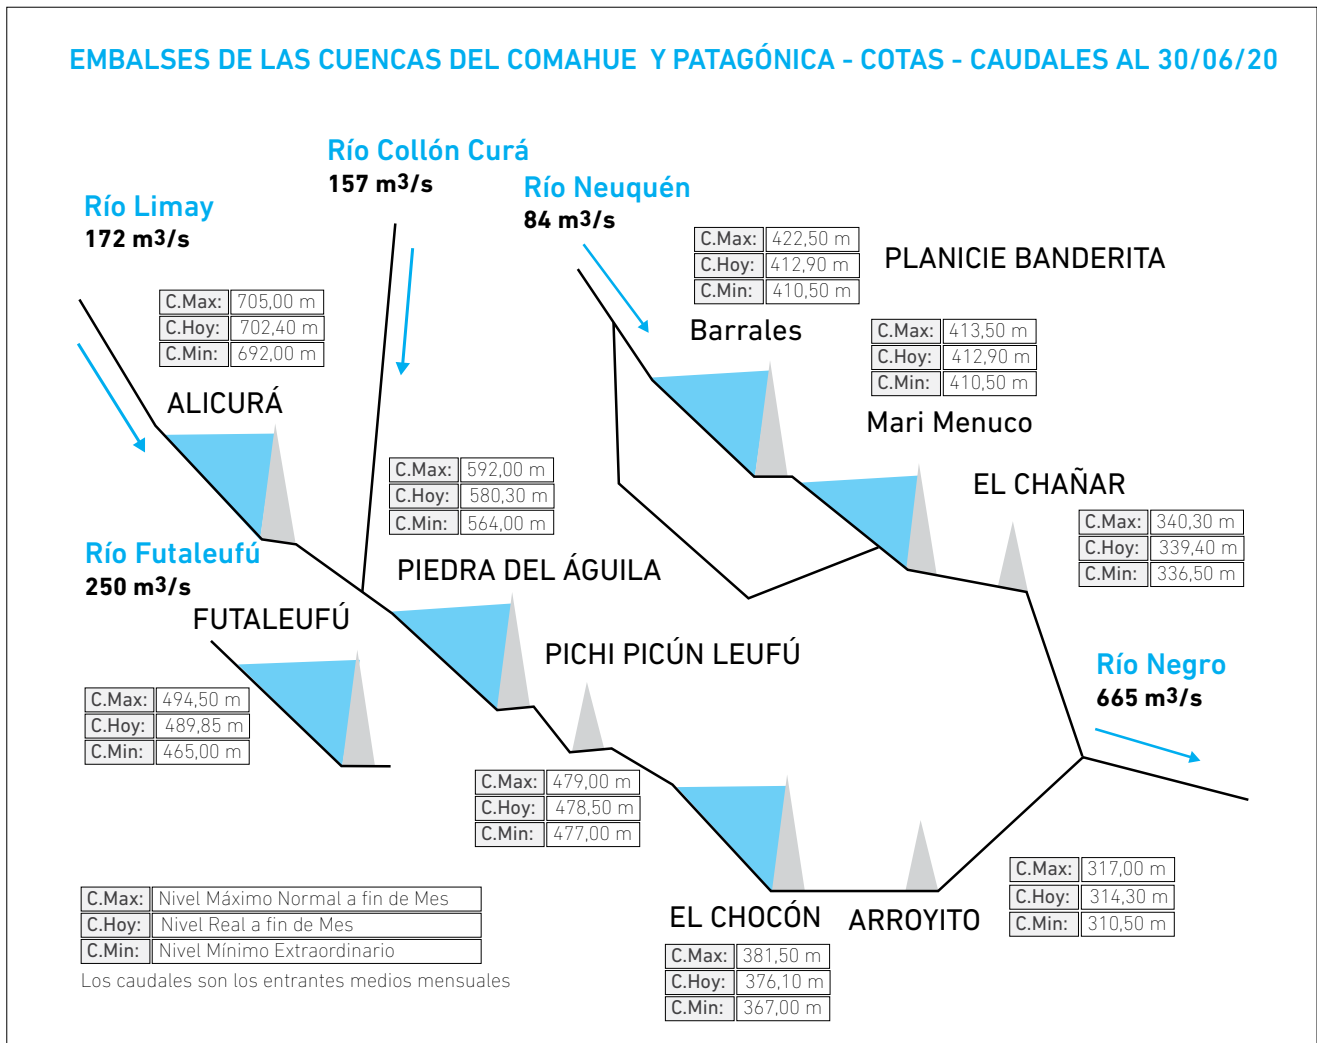 EMBALSES DE LAS CUENCAS DEL COMAHUE Y PATAGÓNICA - COTAS - CAUDALES AL 30/06/20
Río Collón Curá
157 m3/s
Río Neuquén
84 m3/s
Río Limay
172 m3/s
C.Max: 422,50 m
C.Hoy: 412,90 m
C.Min: 410,50 m
PLANICIE BANDERITA
Barrales
C.Max: 705,00 m
C.Hoy: 702,40 m
C.Min: 692,00 m
ALICURÁ
C.Max: 413,50 m
C.Hoy: 412,90 m
C.Min: 410,50 m
Mari Menuco
C.Max: 592,00 m
C.Hoy: 580,30 m
C.Min: 564,00 m
PIEDRA DEL ÁGUILA
EL CHAÑAR
C.Max: 340,30 m
C.Hoy: 339,40 m
C.Min: 336,50 m
Río Futaleufú
250 m3/s
FUTALEUFÚ
C.Max: 494,50 m
C.Hoy: 489,85 m
C.Min: 465,00 m
PICHI PICÚN LEUFÚ
C.Max: 479,00 m
C.Hoy: 478,50 m
C.Min: 477,00 m
Río Negro
665 m3/s
C.Max: 317,00 m
C.Hoy: 314,30 m
C.Min: 310,50 m
EL CHOCÓN
ARROYITO
C.Max: 381,50 m
C.Hoy: 376,10 m
C.Min: 367,00 m
C.Max: Nivel Máximo Normal a fin de Mes
C.Hoy: Nivel Real a fin de Mes
C.Min: Nivel Mínimo Extraordinario
Los caudales son los entrantes medios mensuales